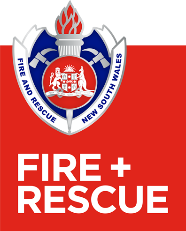 FIRE AND RESCUE
NEW SOUTH WALES
FIRE +
RESCUE